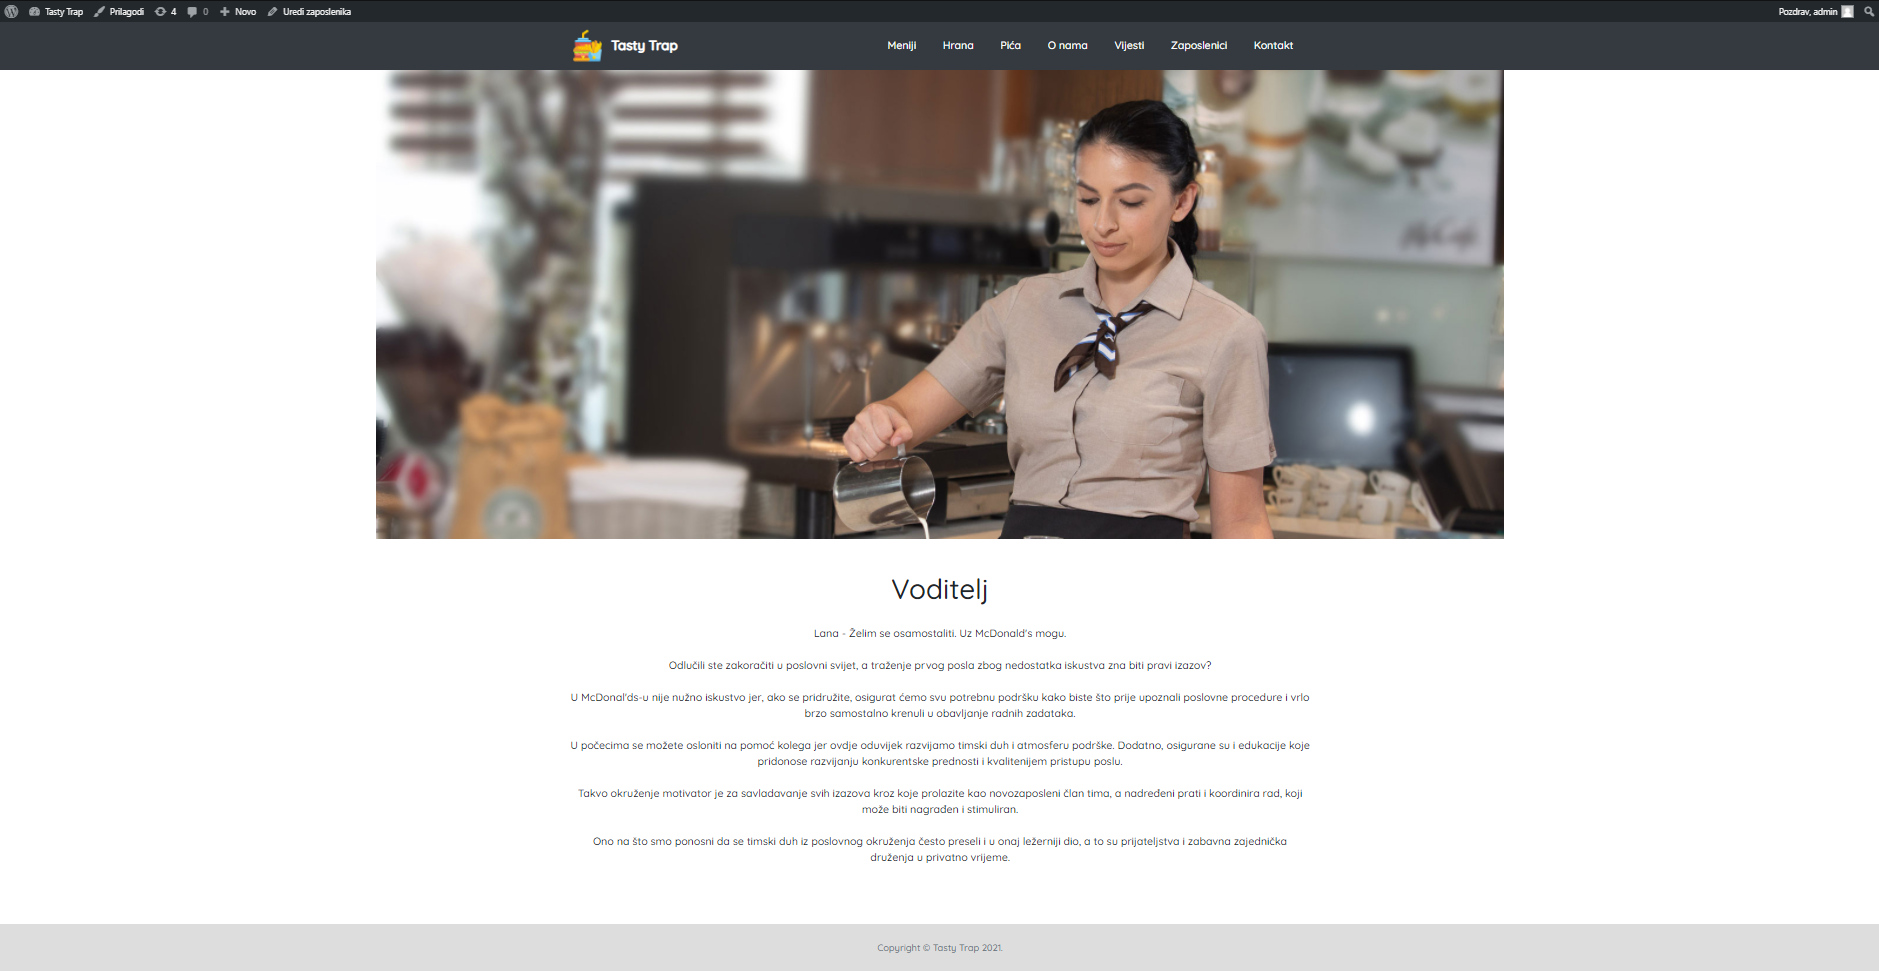 Tasty Trap Prilagodi 4 0 Novo Uredi zaposlenika Pozdrav, admin
Tasty Trap Meniji Hrana Pića O nama Vijesti Zaposlenici Kontakt
McCafé
Voditelj
Lana - Želim se osamostaliti. Uz McDonald's mogu.
Odlučili ste zakoračiti u poslovni svijet, a traženje prvog posla zbog nedostatka iskustva zna biti pravi izazov?
U McDonal'ds-u nije nužno iskustvo jer, ako se pridružite, osigurat ćemo svu potrebnu podršku kako biste što prije upoznali poslovne procedure i vrlo
brzo samostalno krenuli u obavljanje radnih zadataka.
U počecima se možete osloniti na pomoć kolega jer ovdje oduvijek razvijamo timski duh i atmosferu podrške. Dodatno, osigurane su i edukacije koje
pridonose razvijanju konkurentske prednosti i kvalitenijem pristupu poslu.
Takvo okruženje motivator je za savladavanje svih izazova kroz koje prolazite kao novozaposleni član tima, a nadređeni prati i koordinira rad, koji
može biti nagrađen i stimuliran.
Ono na što smo ponosni da se timski duh iz poslovnog okruženja često preseli i u onaj ležerniji dio, a to su prijateljstva i zabavna zajednička
druženja u privatno vrijeme.
Copyright © Tasty Trap 2021.